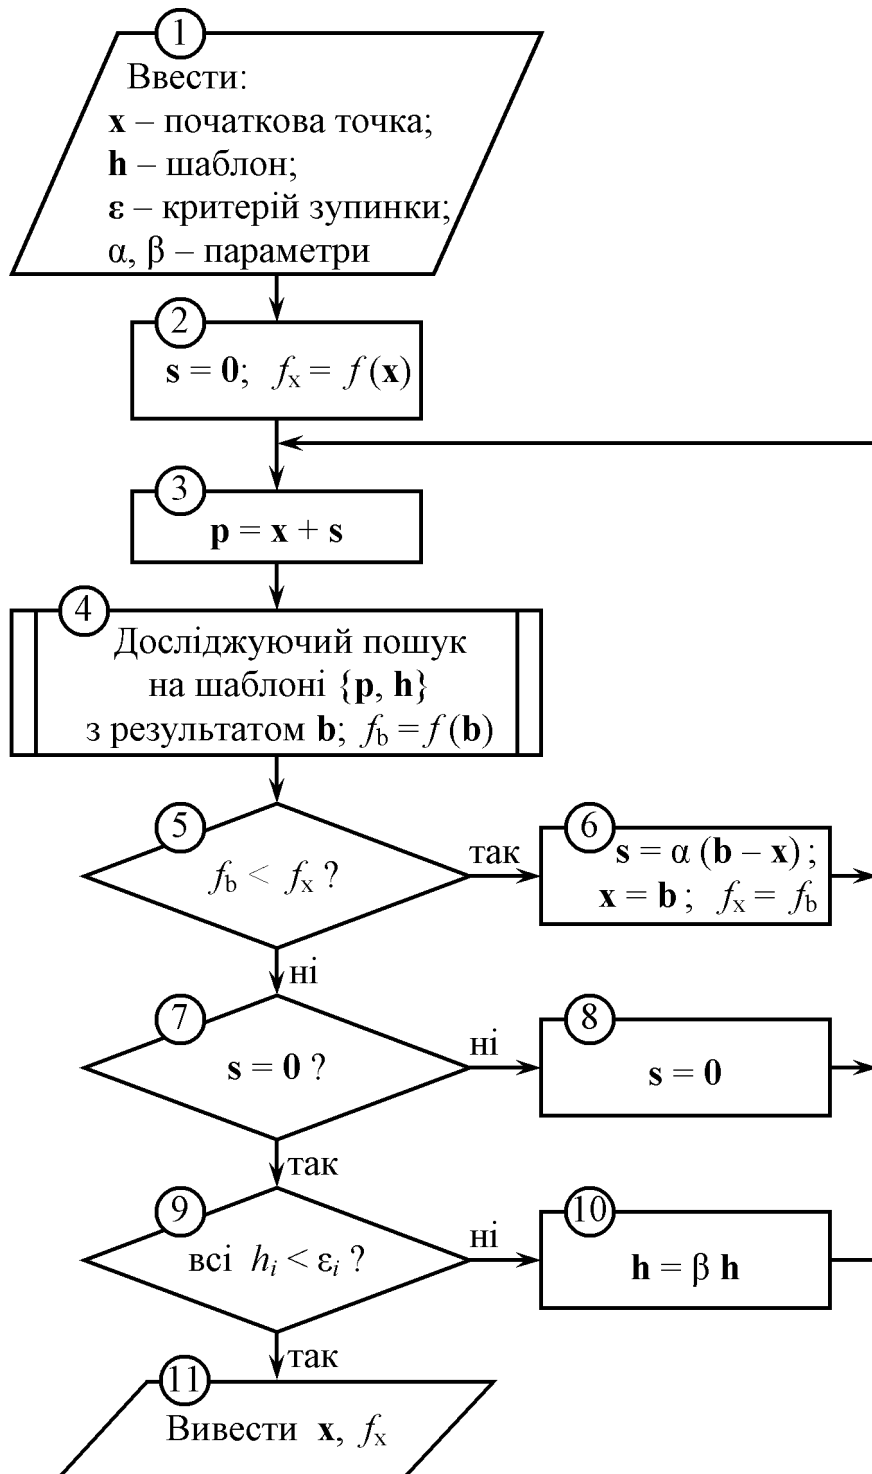 1
Ввести:
x – початкова точка;
h – шаблон;
ε – критерій зупинки;
α, β – параметри
2
s = 0; fx = f (x)
3
p = x + s
4
Досліджуючий пошук
на шаблоні {p, h}
з результатом b; fb = f (b)
5
fb < fx ?
так
6
s = α (b – x) ;
x = b ; fx = fb
ні
7
s = 0 ?
ні
8
s = 0
так
9
всі hi < εi ?
ні
10
h = β h
так
11
Вивести x, fx